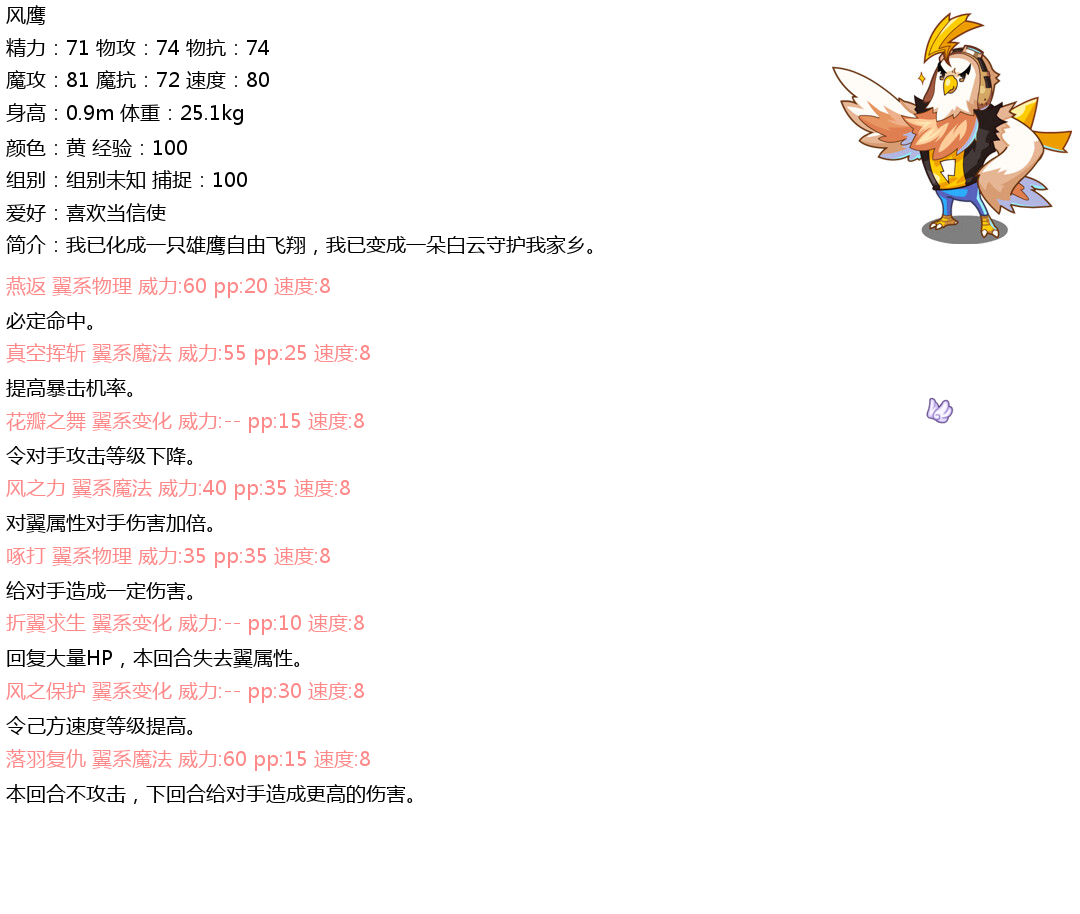 风鹰
精力：71 物攻：74 物抗：74
魔攻：81 魔抗：72 速度：80
身高：0.9m 体重：25.1kg
颜色：黄 经验：100
组别：组别未知 捕捉：100
爱好：喜欢当信使
简介：我已化成一只雄鹰自由飞翔，我已变成一朵白云守护我家乡。
燕返 翼系物理 威力:60 pp:20 速度:8
必定命中。
真空挥斩 翼系魔法 威力:55 pp:25 速度:8
提高暴击机率。
花瓣之舞 翼系变化 威力:-- pp:15 速度:8
令对手攻击等级下降。
风之力 翼系魔法 威力:40 pp:35 速度:8
对翼属性对手伤害加倍。
啄打 翼系物理 威力:35 pp:35 速度:8
给对手造成一定伤害。
折翼求生 翼系变化 威力:-- pp:10 速度:8
回复大量HP，本回合失去翼属性。
风之保护 翼系变化 威力:-- pp:30 速度:8
令己方速度等级提高。
落羽复仇 翼系魔法 威力:60 pp:15 速度:8
本回合不攻击，下回合给对手造成更高的伤害。